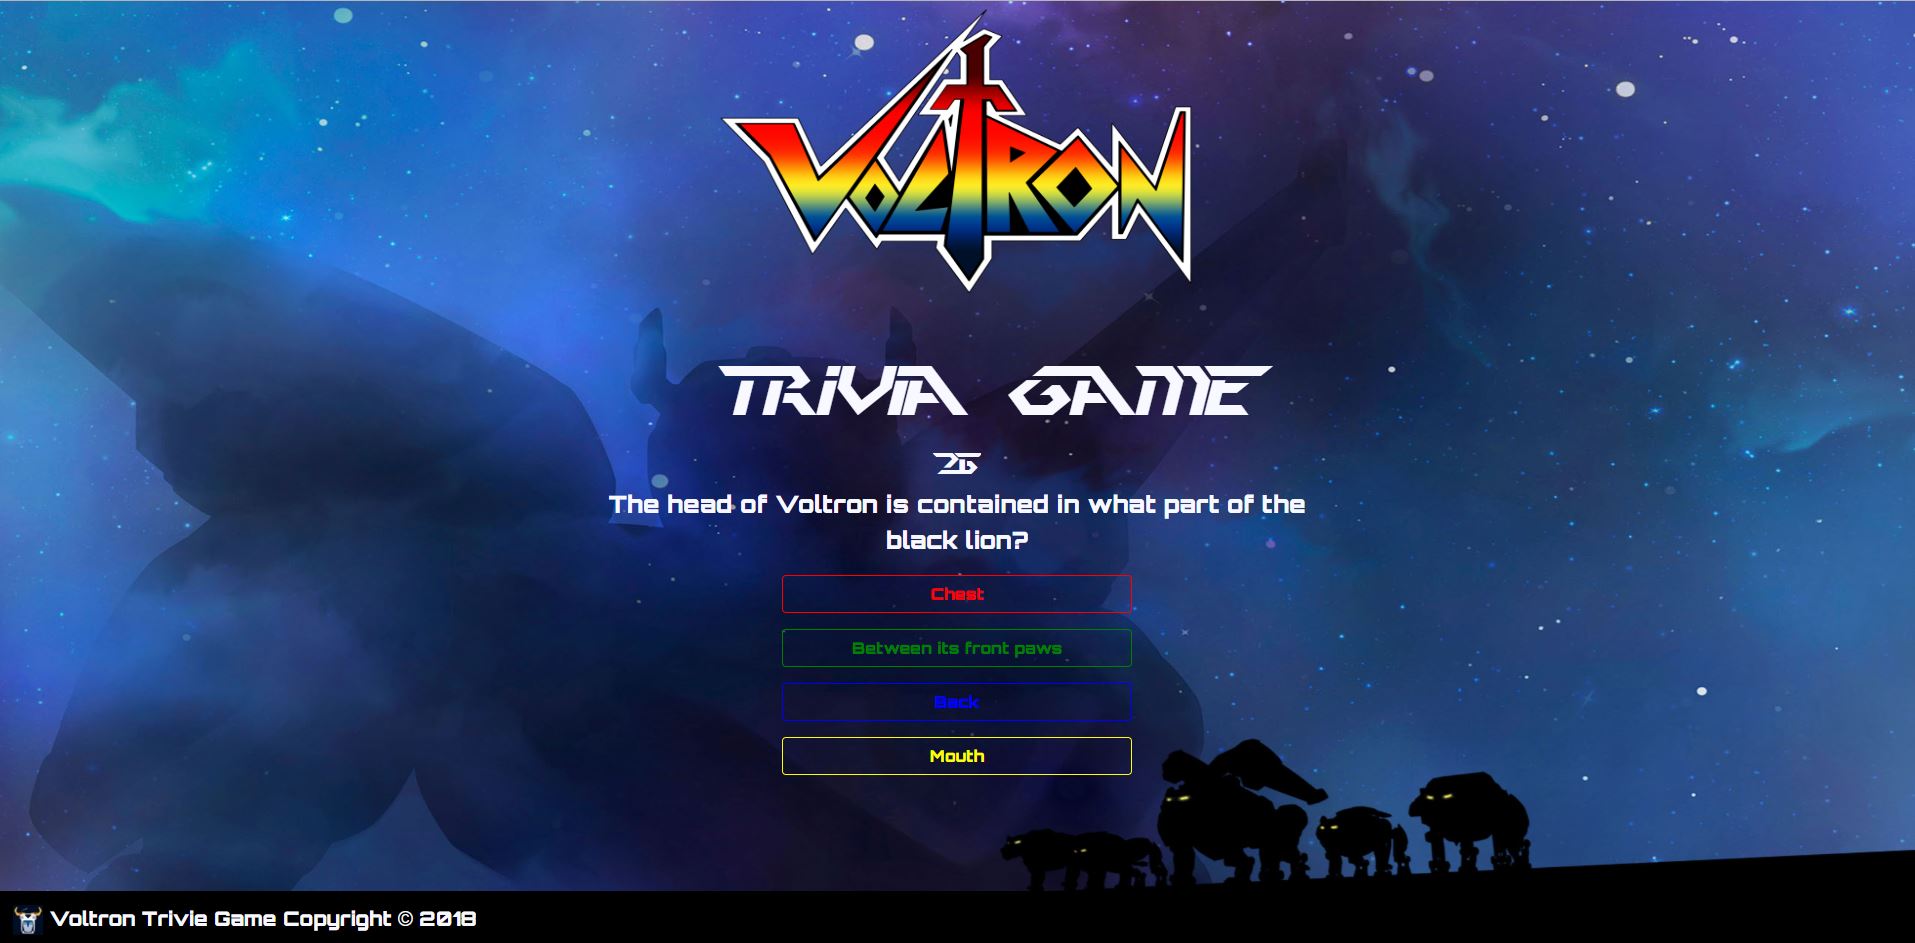 VOLTRON
TRIVIA GAME
26
The head of Voltron is contained in what part of the
black lion?
Chest
Between its front paws
Back
Mouth
Voltron Trivie Game Copyright © 2018